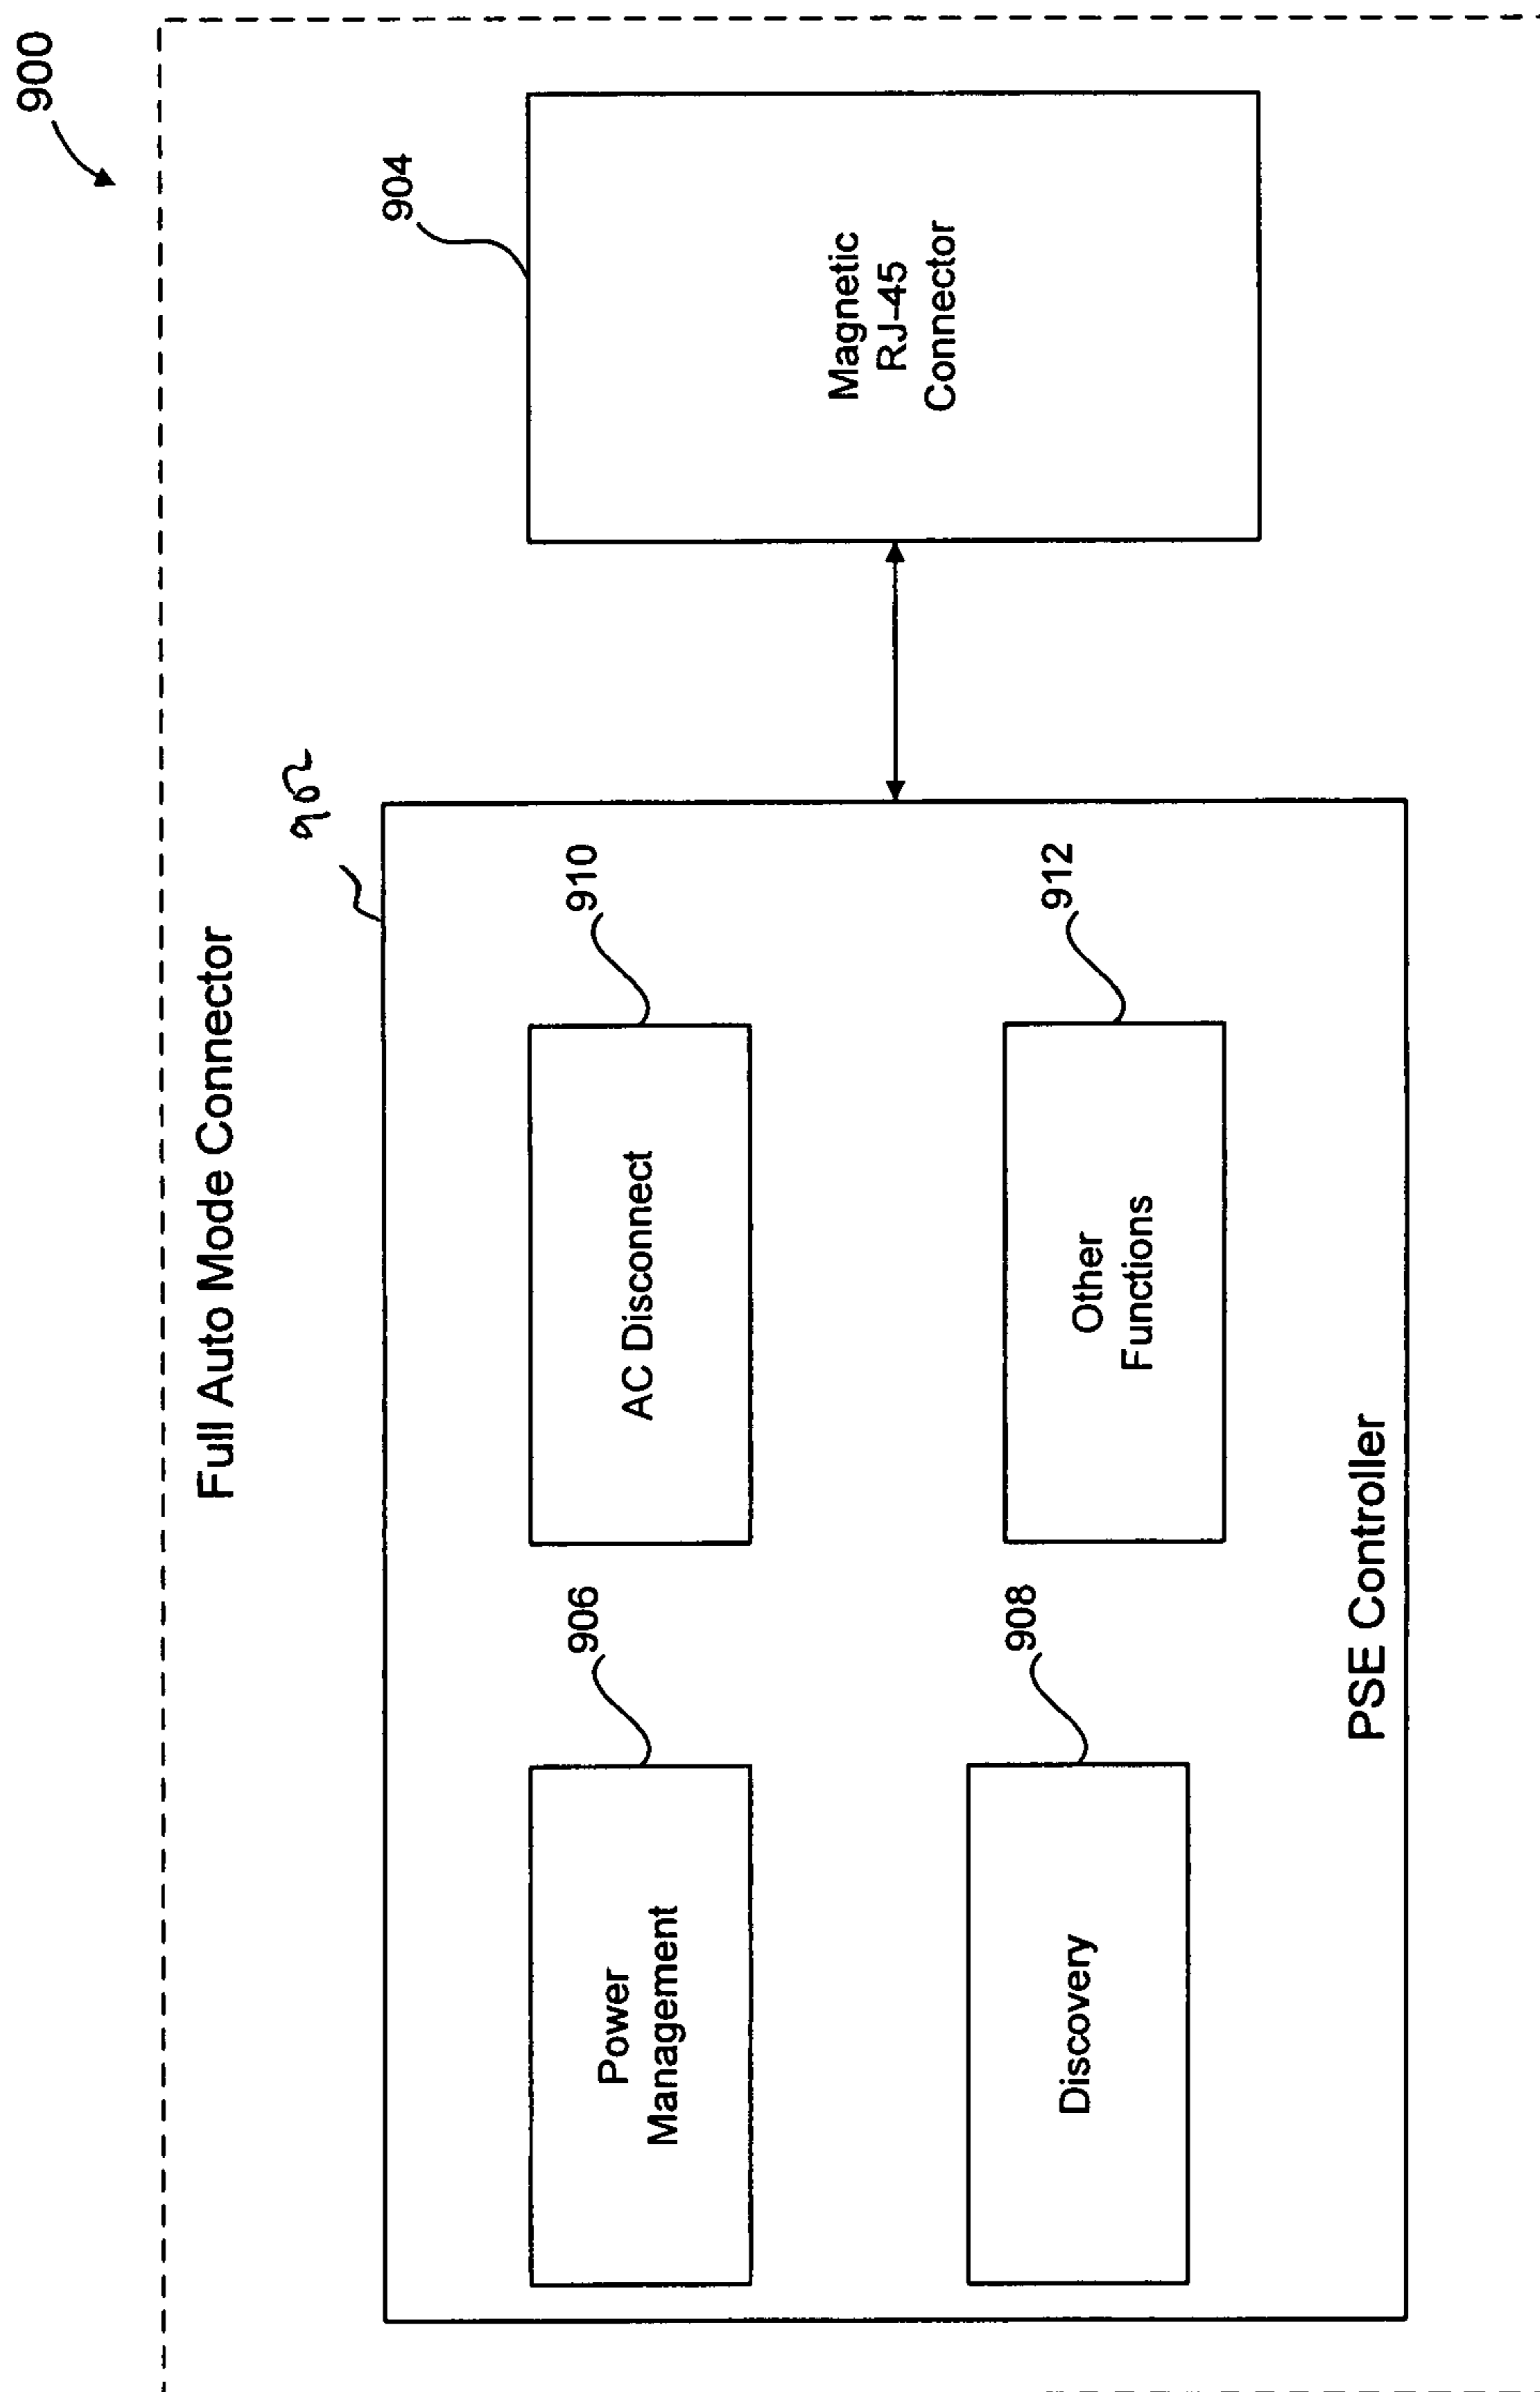 900
Full Auto Mode Connector
902
904
Power
Management
906
AC Disconnect
910
Magnetic
RJ-45
Connector
Discovery
908
Other
Functions
912
PSE Controller